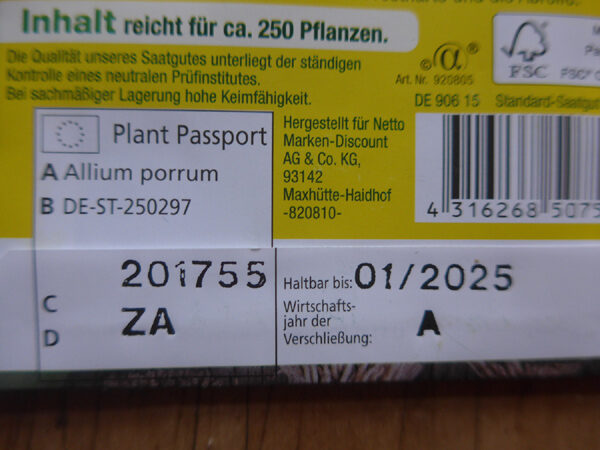 Inhalt reicht für ca. 250 Pflanzen.
Die Qualität unseres Saatgutes unterliegt der ständigen
Kontrolle eines neutralen Prüfinstitutes.
Bei sachmäßiger Lagerung hohe Keimfähigkeit.
©@®
Art. Nr. 920805
FSC
DE 906 15 Standard-Saatgut
Plant Passport
A Allium porrum
B DE-ST-250297
Hergestellt für Netto
Marken-Discount
AG & Co. KG,
93142
Maxhütte-Haidhof
-820810-
4 316268 5075
C 201755
D ZA
Haltbar bis: 01/2025
Wirtschafts-
jahr der
Verschließung: A